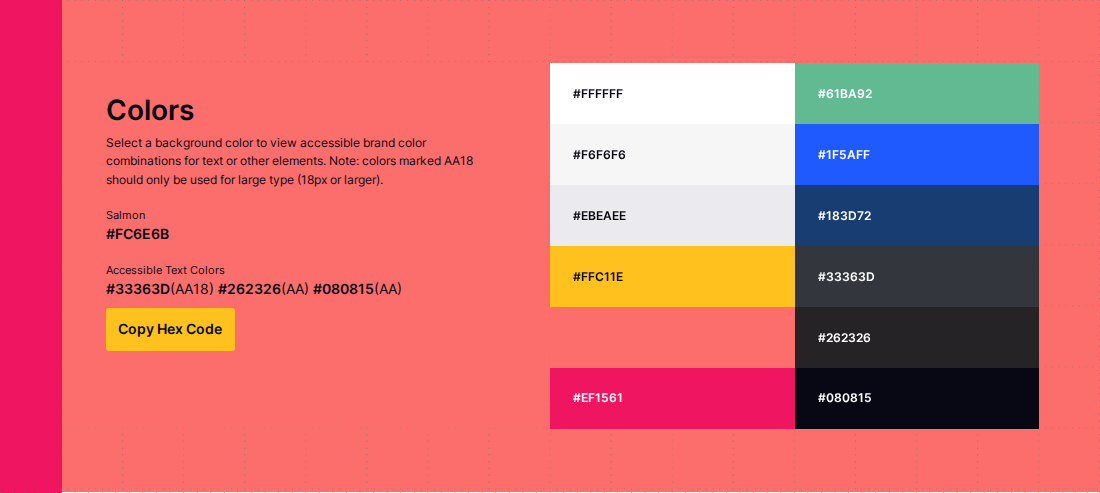 Colors
Select a background color to view accessible brand color
combinations for text or other elements. Note: colors marked AA18
should only be used for large type (18px or larger).
Salmon
#FC6E6B
Accessible Text Colors
#33363D(AA18) #262326(AA) #080815(AA)
Copy Hex Code
#FFFFFF
#61BA92
#F6F6F6
#1F5AFF
#EBEAEE
#183D72
#FFC11E
#33363D
#262326
#EF1561
#080815